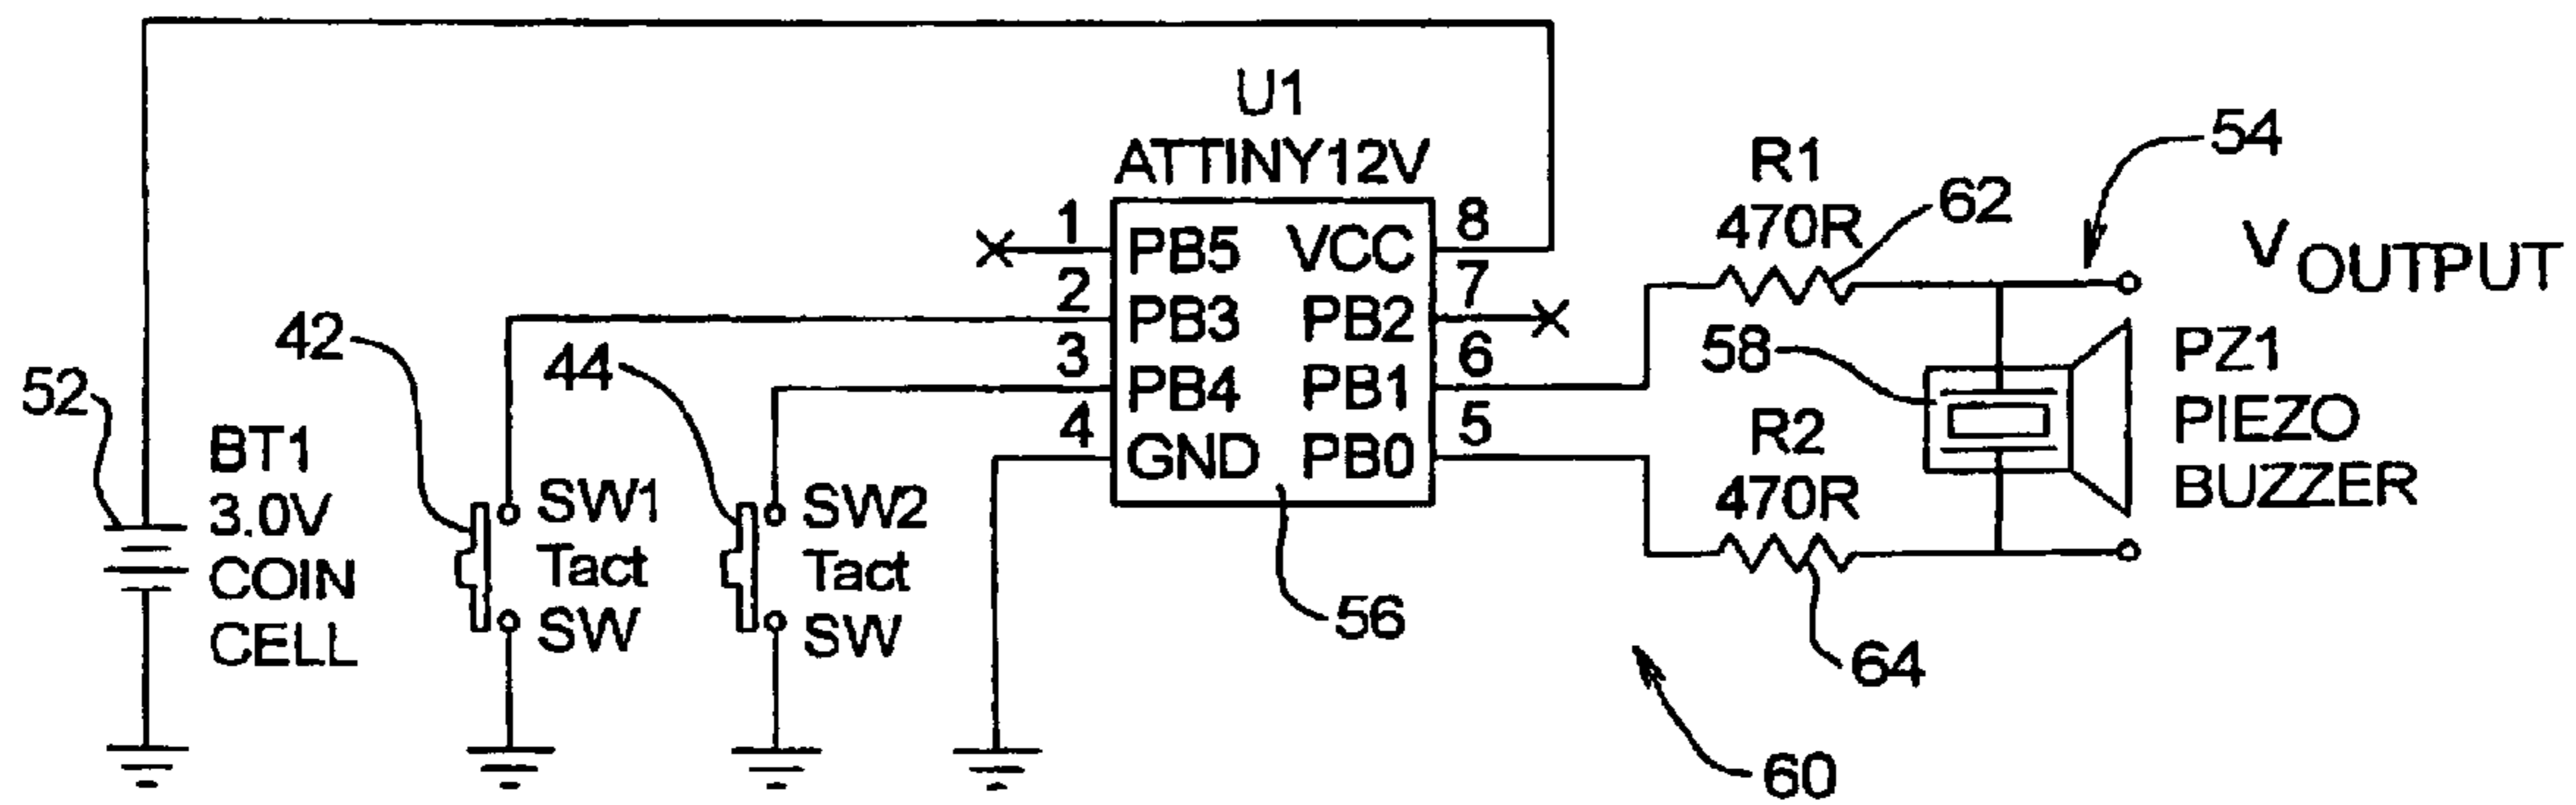 U1
ATTINY12V
1 PB5 VCC 8
2 PB3 PB2 7
3 PB4 PB1 6
4 GND PB0 5
52
BT1
3.0V
COIN
CELL
42
SW1
Tact
SW
44
SW2
Tact
SW
56
R1
470R
62
54
VOUTPUT
58
PZ1
PIEZO
BUZZER
R2
470R
64
60